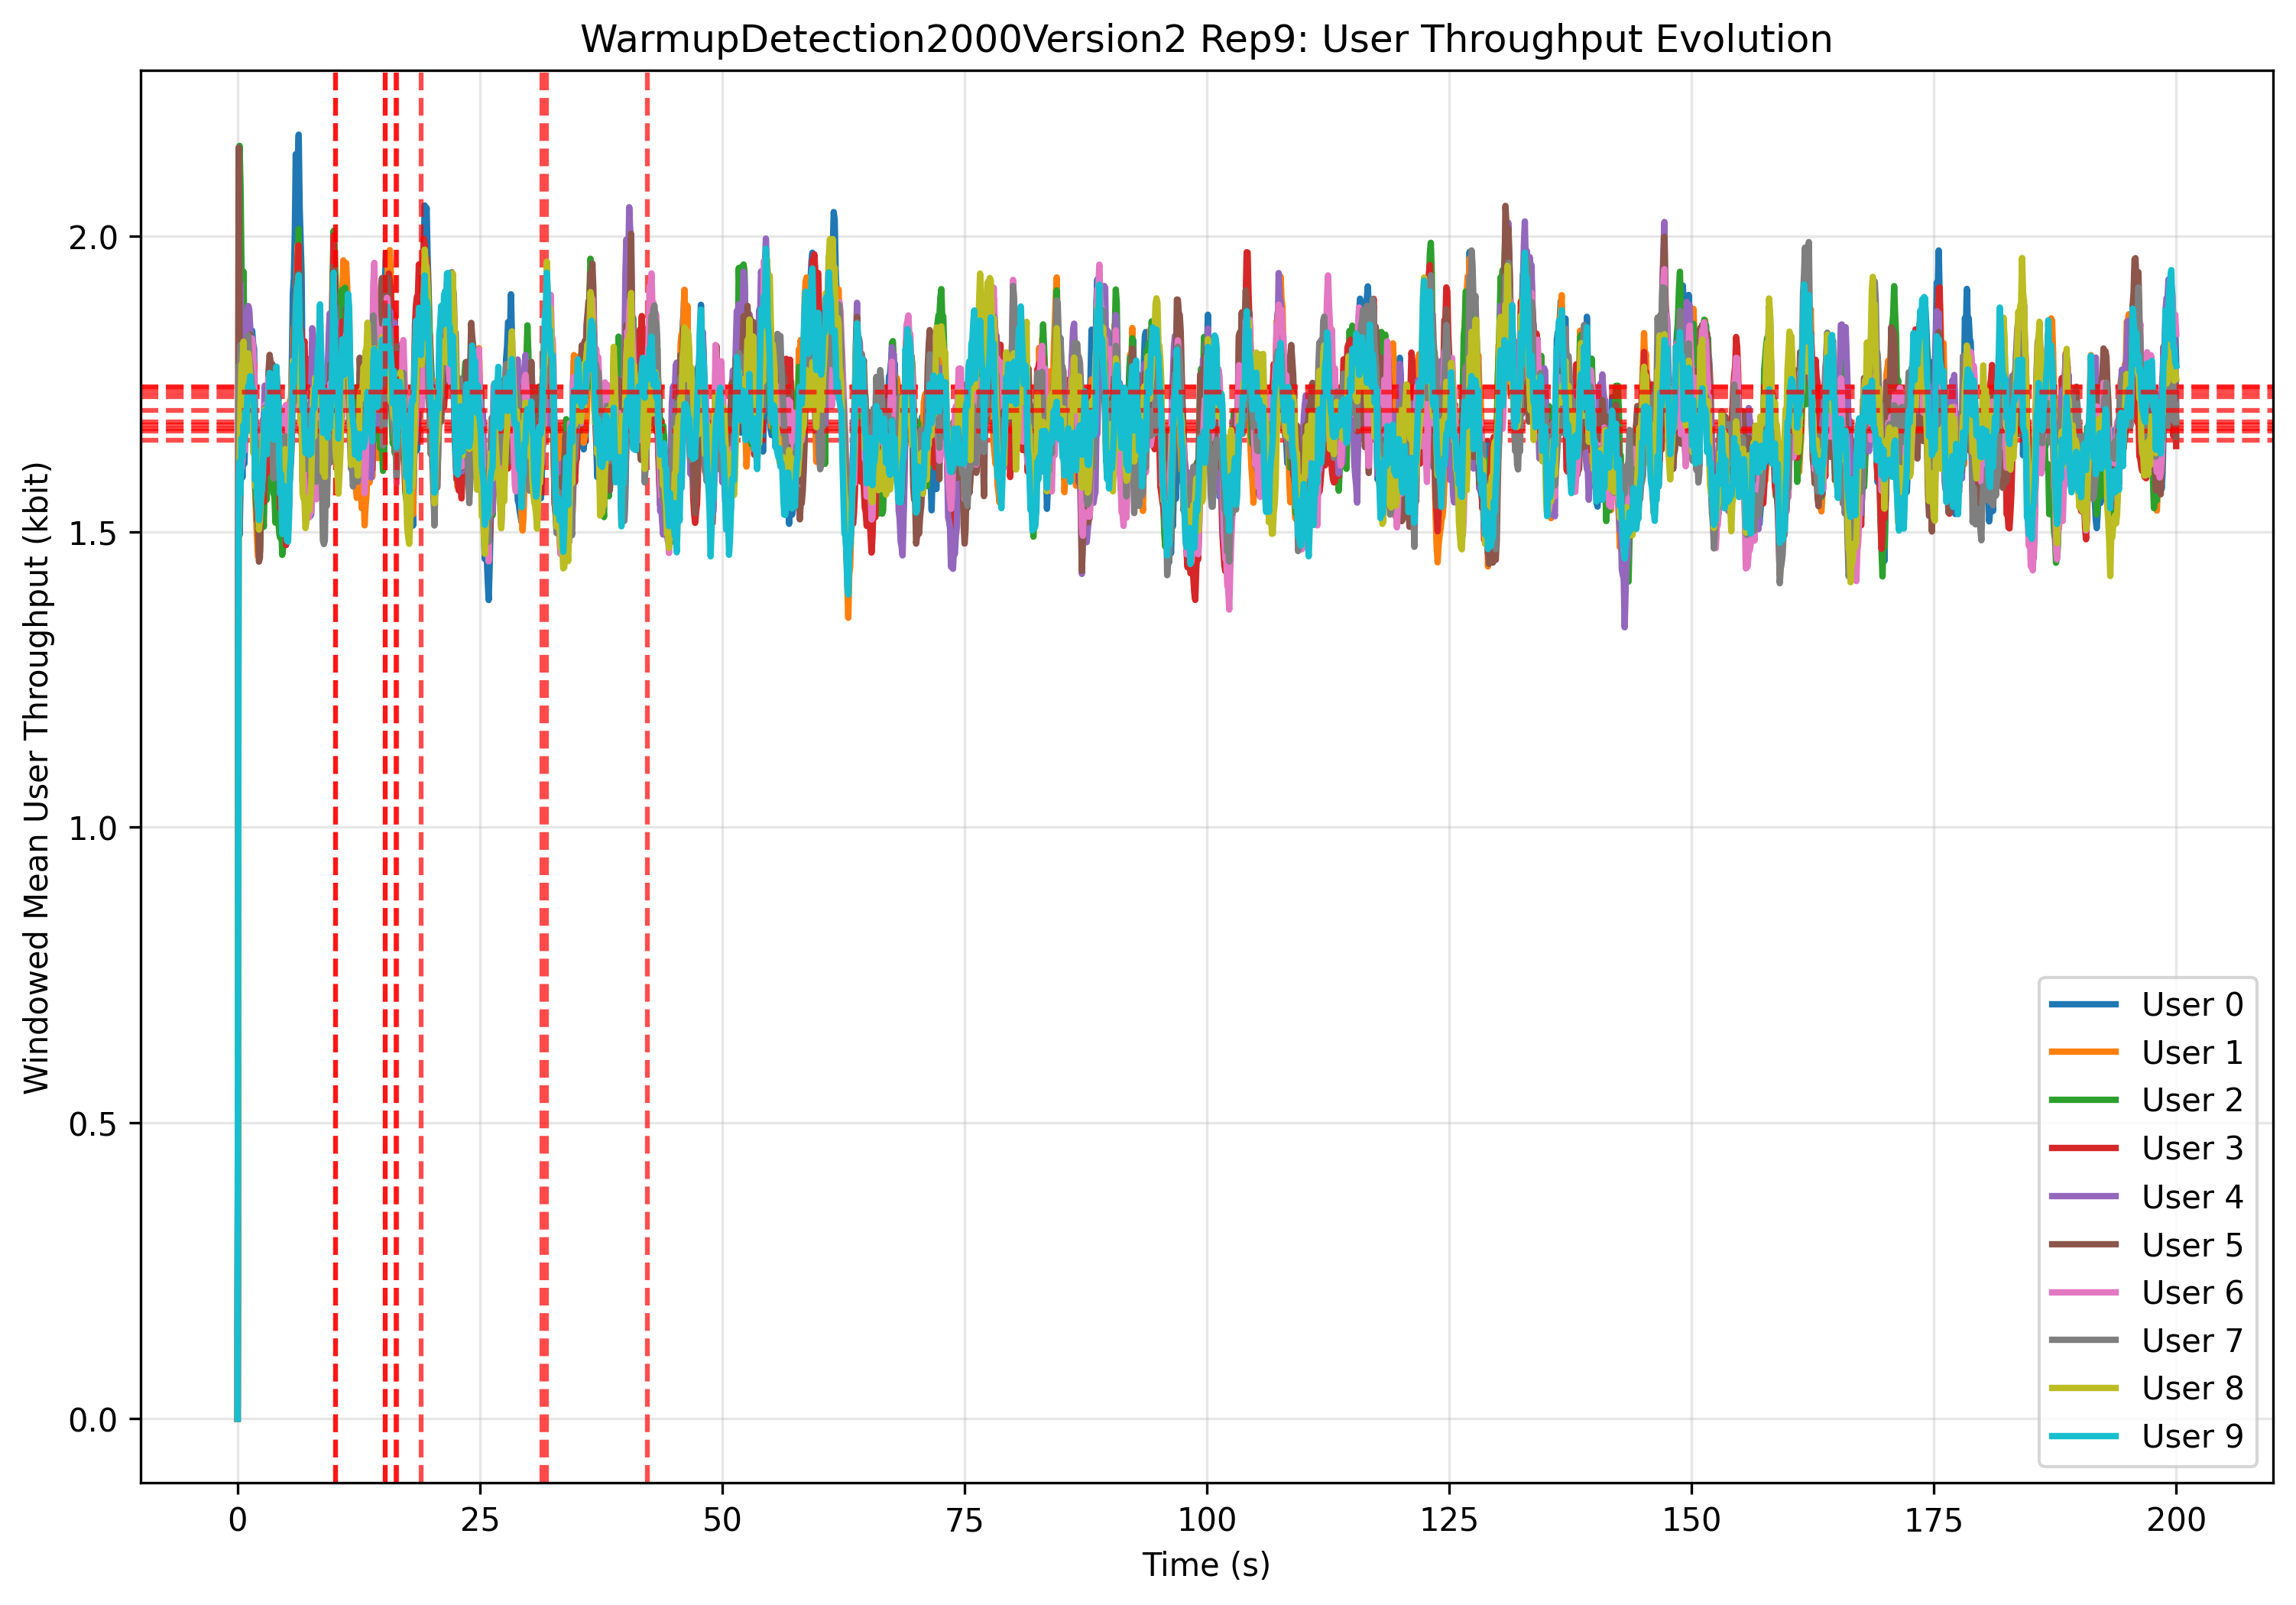 WarmupDetection2000Version2 Rep9: User Throughput Evolution
Windowed Mean User Throughput (kbit)
2.0
1.5
1.0
0.5
0.0
User 0
User 1
User 2
User 3
User 4
User 5
User 6
User 7
User 8
User 9
0 25 50 75 100 125 150 175 200
Time (s)